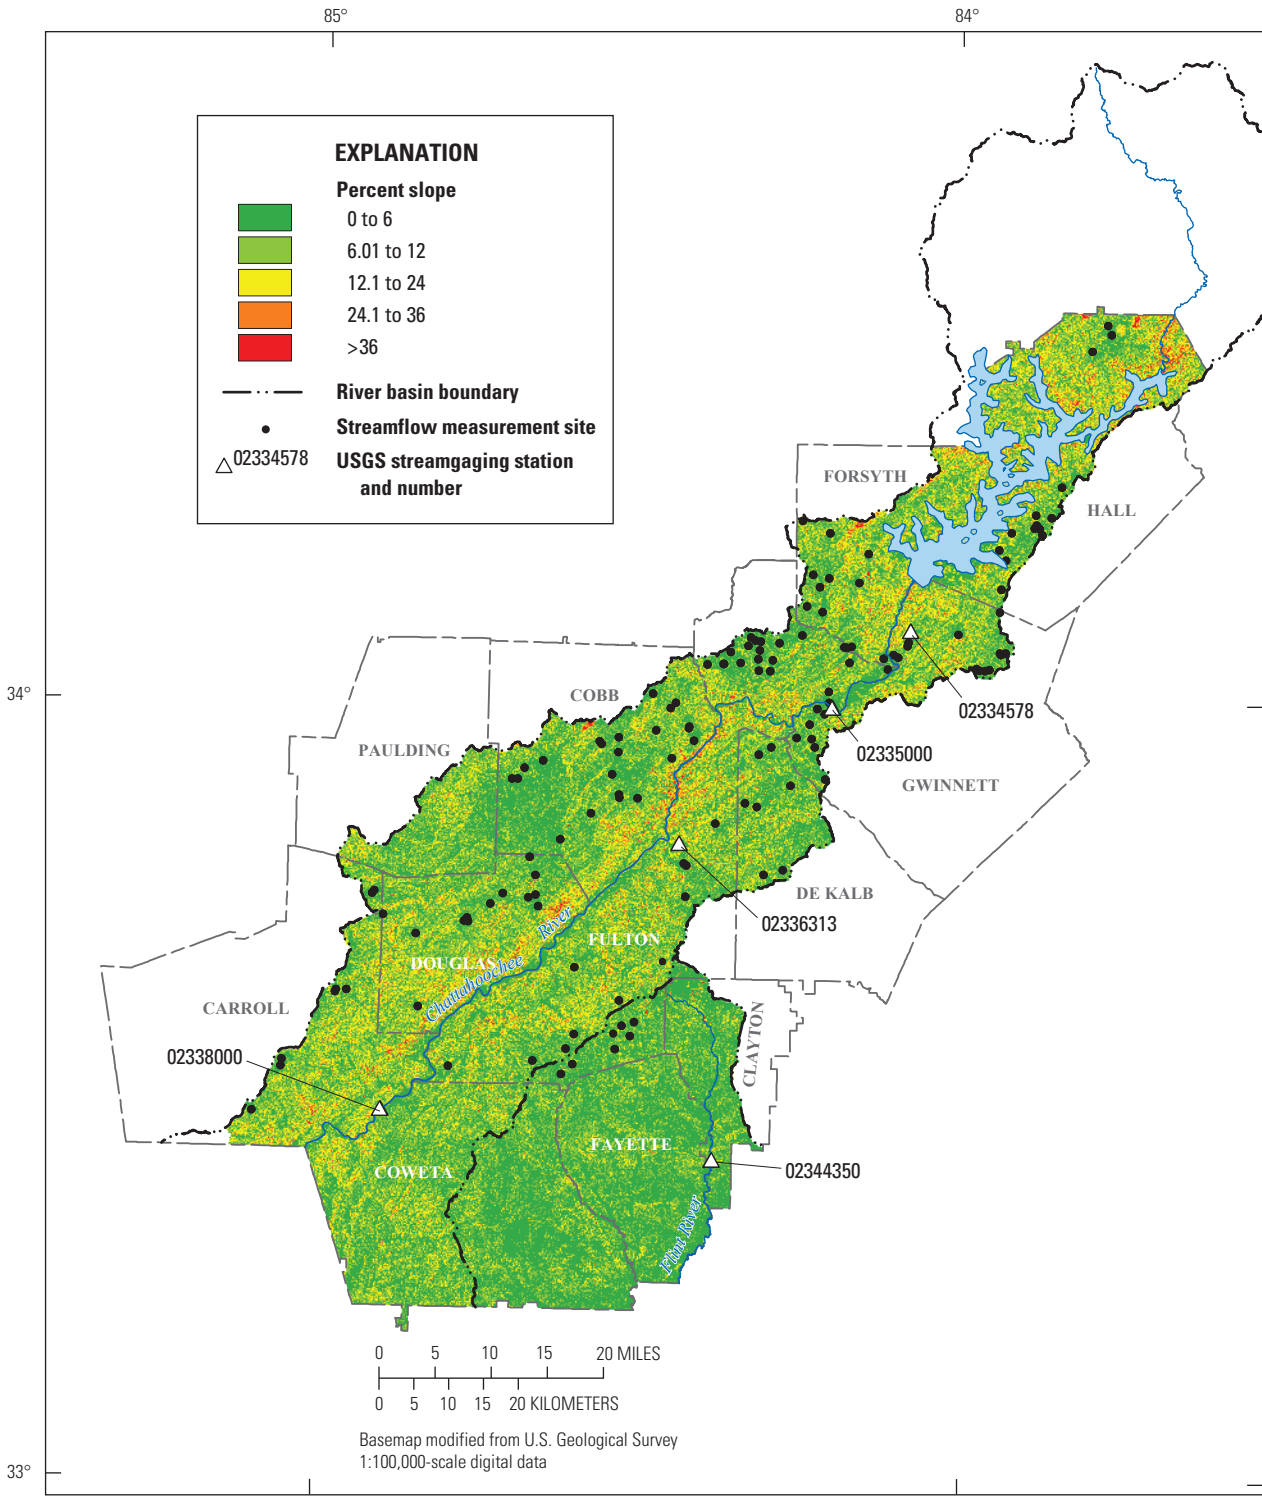 85°
84°
EXPLANATION
Percent slope
0 to 6
6.01 to 12
12.1 to 24
24.1 to 36
>36
River basin boundary
Streamflow measurement site
02334578
USGS streamgaging station
and number
FORSYTH
HALL
34°
COBB
PAULDING
02334578
02335000
GWINNETT
DE KALB
02336313
River
FULTON
DOUGLAS
Chattahoochee
CARROLL
CLAYTON
02338000
FAYETTE
COWETA
02344350
Flint River
0 5 10 15 20 MILES
0 5 10 15 20 KILOMETERS
Basemap modified from U.S. Geological Survey
1:100,000-scale digital data
33°